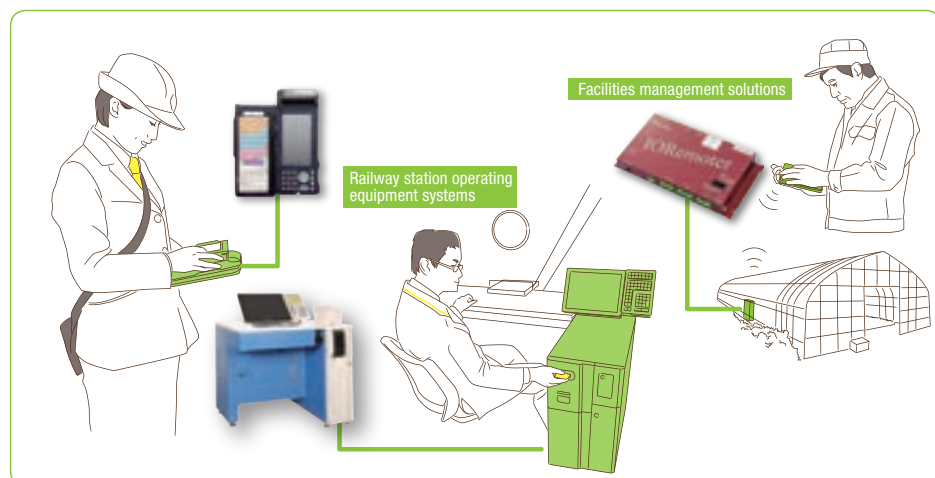 Facilities management solutions
IORemoter
Railway station operating
equipment systems